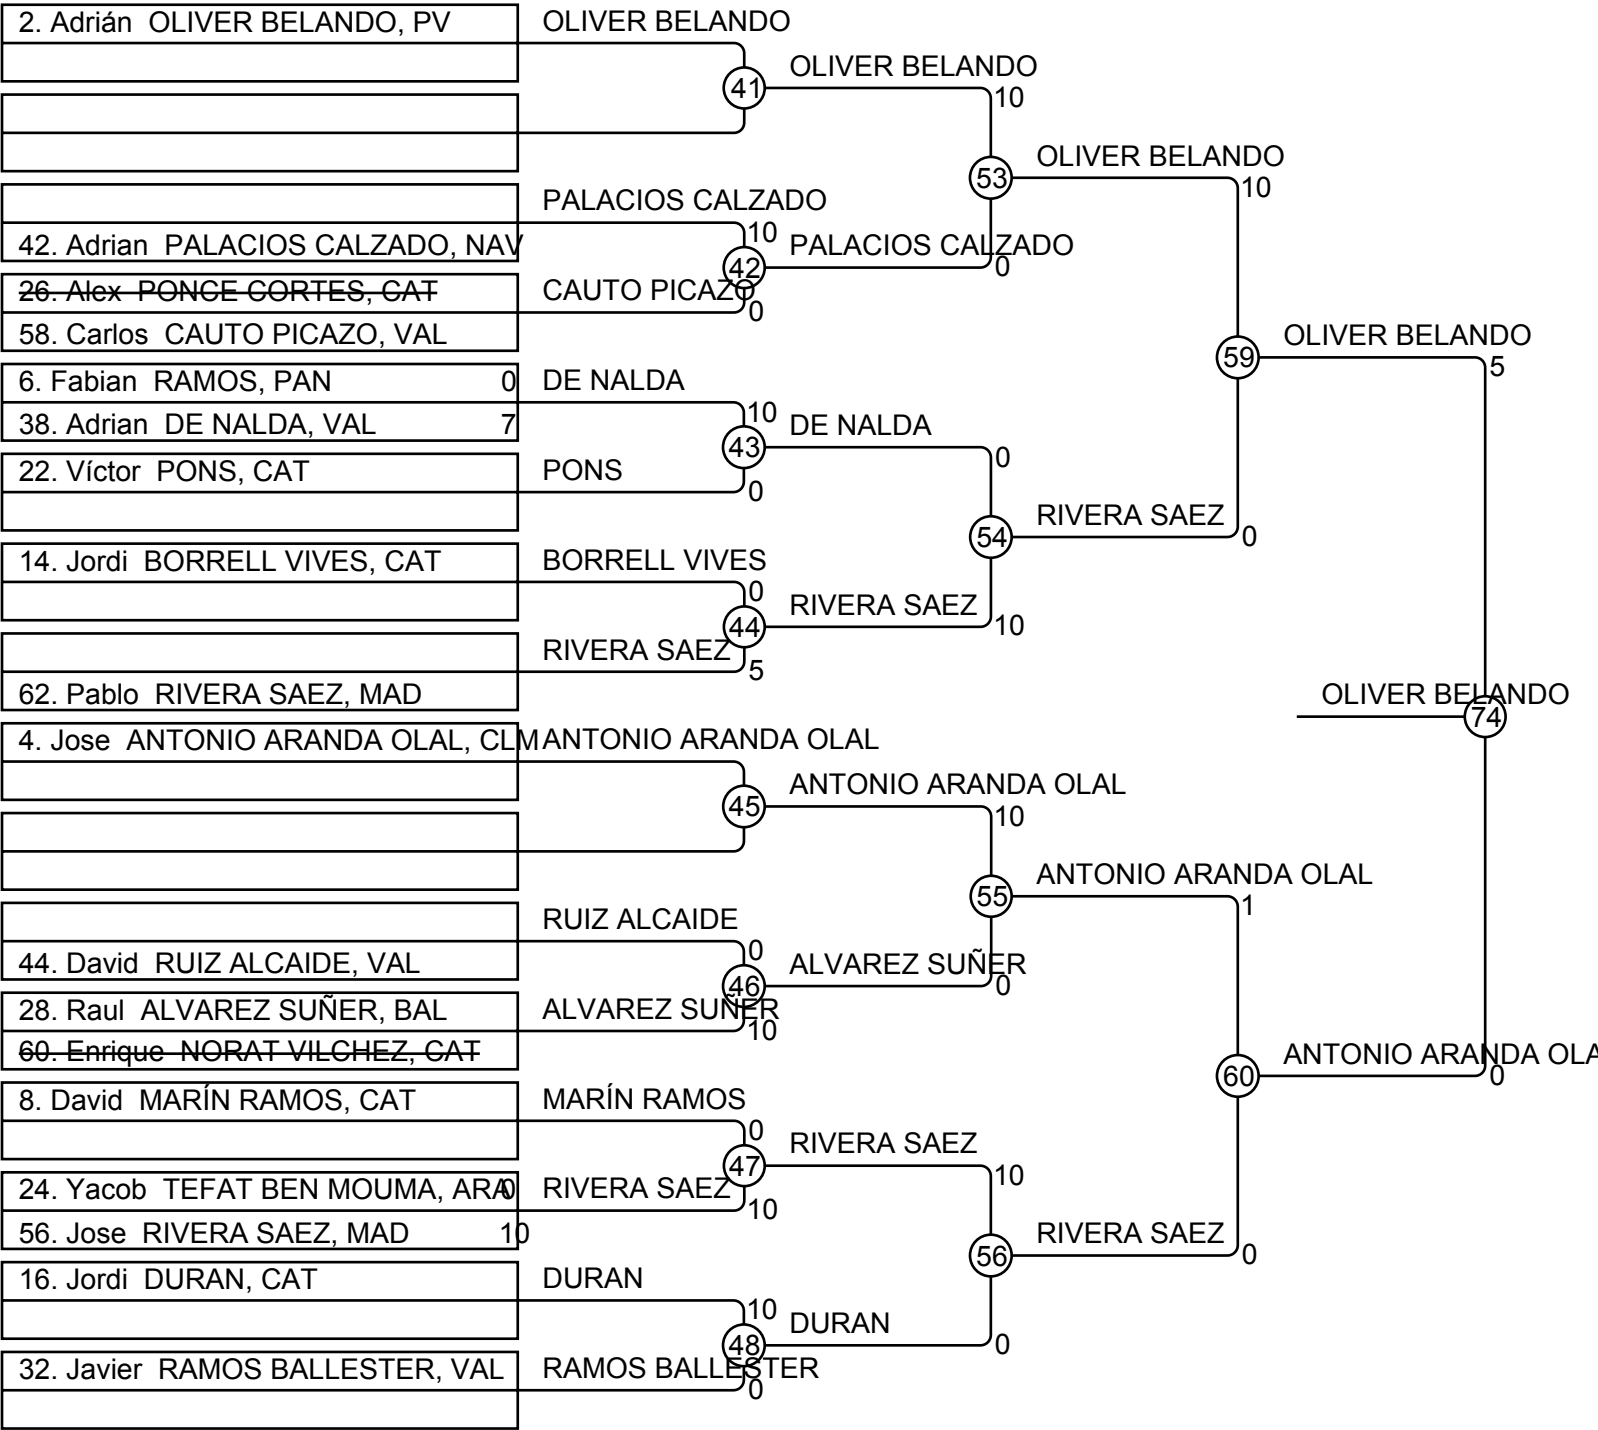 2. Adrián OLIVER BELANDO, PV
OLIVER BELANDO
41
OLIVER BELANDO
10
53
OLIVER BELANDO
10
PALACIOS CALZADO
10
42. Adrian PALACIOS CALZADO, NAV
42
PALACIOS CALZADO
0
26. Alex PONCE CORTES, CAT
CAUTO PICAZO
0
58. Carlos CAUTO PICAZO, VAL
59
OLIVER BELANDO
5
6. Fabian RAMOS, PAN 0
DE NALDA
10
38. Adrian DE NALDA, VAL 7
43
DE NALDA
0
22. Víctor PONS, CAT
PONS
0
54
RIVERA SAEZ
0
14. Jordi BORRELL VIVES, CAT
BORRELL VIVES
0
44
RIVERA SAEZ
10
RIVERA SAEZ
5
62. Pablo RIVERA SAEZ, MAD
OLIVER BELANDO
74
4. Jose ANTONIO ARANDA OLAL, CLM
ANTONIO ARANDA OLAL
45
ANTONIO ARANDA OLAL
10
55
ANTONIO ARANDA OLAL
1
RUIZ ALCAIDE
0
44. David RUIZ ALCAIDE, VAL
46
ALVAREZ SUÑER
0
28. Raul ALVAREZ SUÑER, BAL
ALVAREZ SUÑER
10
60. Enrique NORAT VILCHEZ, CAT
60
ANTONIO ARANDA OLA
0
8. David MARÍN RAMOS, CAT
MARÍN RAMOS
0
47
RIVERA SAEZ
10
24. Yacob TEFAT BEN MOUMA, ARA 0
RIVERA SAEZ
10
56. Jose RIVERA SAEZ, MAD 10
56
RIVERA SAEZ
0
16. Jordi DURAN, CAT
DURAN
10
48
DURAN
0
32. Javier RAMOS BALLESTER, VAL
RAMOS BALLESTER
0